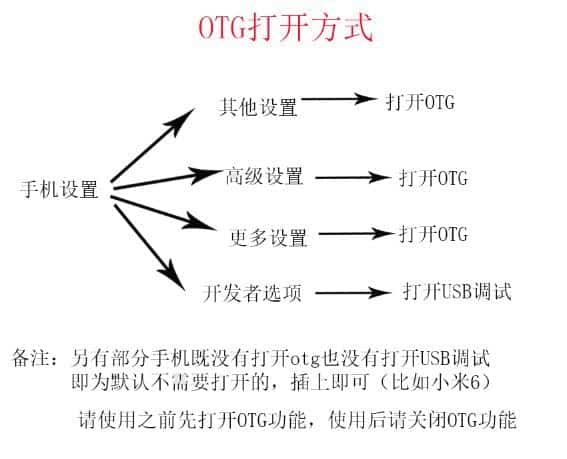 OTG打开方式
其他设置
打开OTG
高级设置
打开OTG
手机设置
更多设置
打开OTG
开发者选项
打开USB调试
备注：另有部分手机既没有打开otg也没有打开USB调试
即为默认不需要打开的，插上即可（比如小米6）
请使用之前先打开OTG功能，使用后请关闭OTG功能